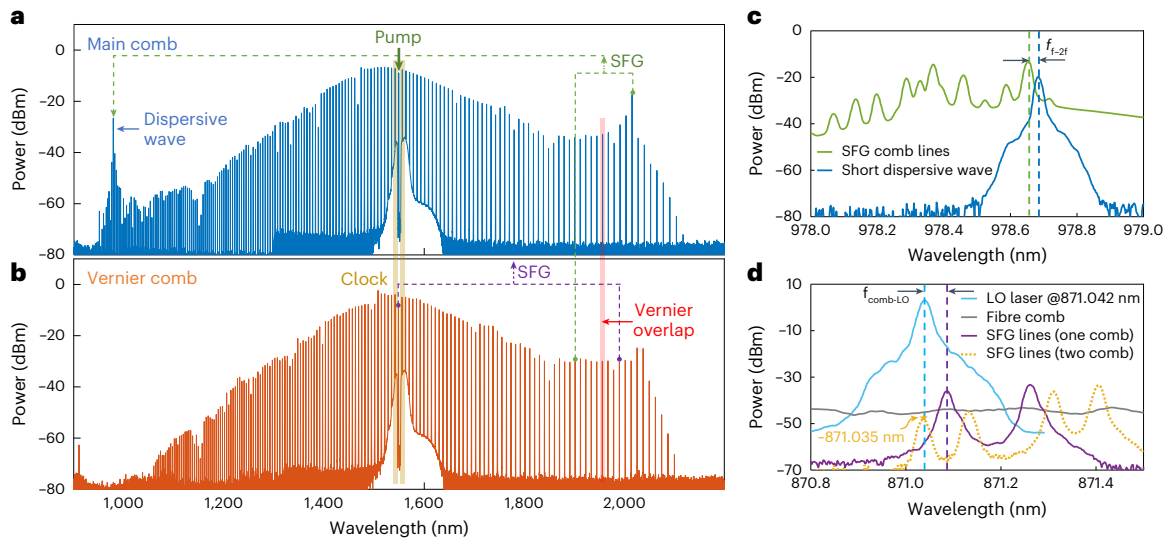 a
Main comb
Pump
SFG
Dispersive
wave
Power (dBm)
0
−20
−40
−60
−80
b
Vernier comb
Clock
SFG
Vernier
overlap
Power (dBm)
0
−20
−40
−60
−80
1,000
1,200
1,400
1,600
1,800
2,000
Wavelength (nm)
c
f f–2f
SFG comb lines
Short dispersive wave
Power (dBm)
0
−20
−40
−60
−80
978.0
978.2
978.4
978.6
978.8
979.0
Wavelength (nm)
d
f comb-LO
LO laser @871.042 nm
Fibre comb
SFG lines (one comb)
SFG lines (two comb)
~871.035 nm
Power (dBm)
10
−10
−30
−50
−70
870.8
871.0
871.2
871.4
Wavelength (nm)